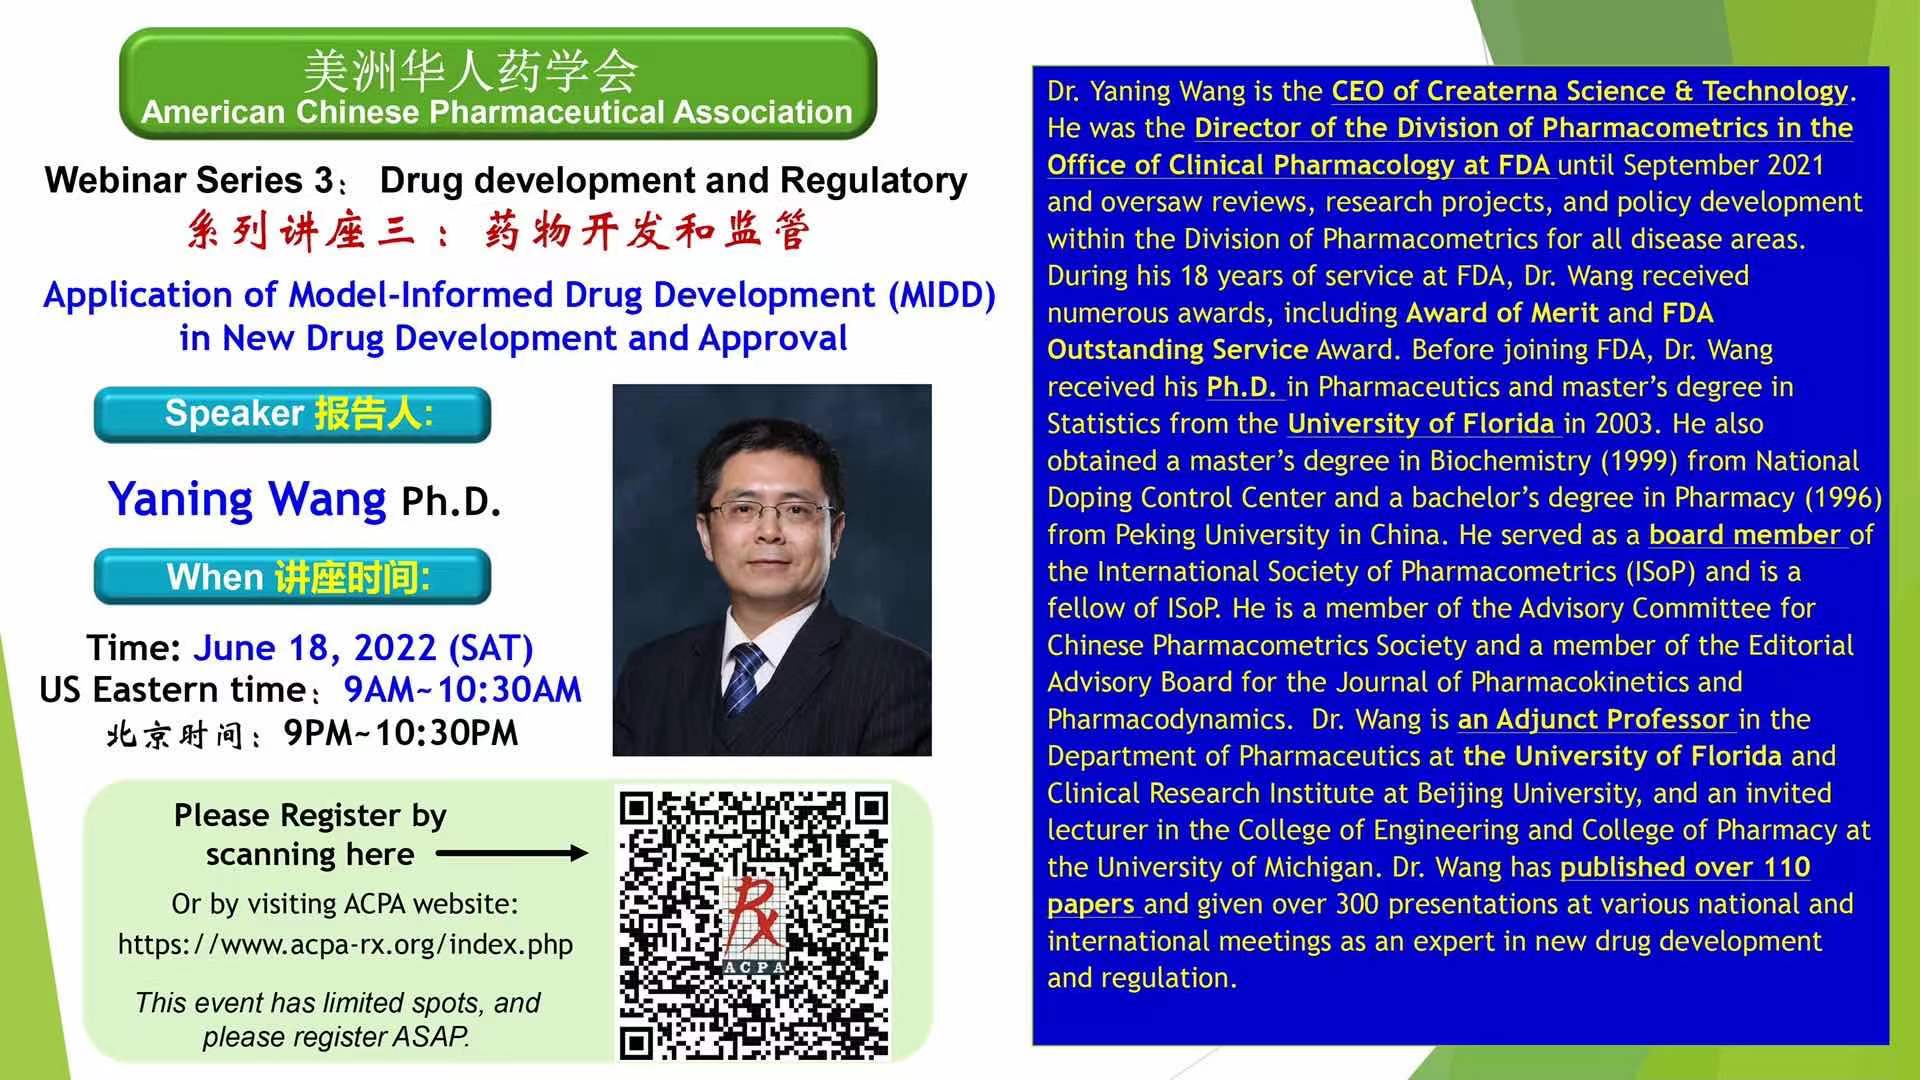 美洲华人药学会
American Chinese Pharmaceutical Association
Webinar Series 3： Drug development and Regulatory
系列讲座三：药物开发和监管
Application of Model-Informed Drug Development (MIDD)
in New Drug Development and Approval
Speaker 报告人:
Yaning Wang Ph.D.
When 讲座时间:
Time: June 18, 2022 (SAT)
US Eastern time：9AM~10:30AM
北京时间：9PM~10:30PM
Please Register by
scanning here
Or by visiting ACPA website:
https://www.acpa-rx.org/index.php
This event has limited spots, and
please register ASAP.
Rx
ACPA
Dr. Yaning Wang is the CEO of Createrna Science & Technology.
He was the Director of the Division of Pharmacometrics in the
Office of Clinical Pharmacology at FDA until September 2021
and oversaw reviews, research projects, and policy development
within the Division of Pharmacometrics for all disease areas.
During his 18 years of service at FDA, Dr. Wang received
numerous awards, including Award of Merit and FDA
Outstanding Service Award. Before joining FDA, Dr. Wang
received his Ph.D. in Pharmaceutics and master’s degree in
Statistics from the University of Florida in 2003. He also
obtained a master’s degree in Biochemistry (1999) from National
Doping Control Center and a bachelor’s degree in Pharmacy (1996)
from Peking University in China. He served as a board member of
the International Society of Pharmacometrics (ISoP) and is a
fellow of ISoP. He is a member of the Advisory Committee for
Chinese Pharmacometrics Society and a member of the Editorial
Advisory Board for the Journal of Pharmacokinetics and
Pharmacodynamics. Dr. Wang is an Adjunct Professor in the
Department of Pharmaceutics at the University of Florida and
Clinical Research Institute at Beijing University, and an invited
lecturer in the College of Engineering and College of Pharmacy at
the University of Michigan. Dr. Wang has published over 110
papers and given over 300 presentations at various national and
international meetings as an expert in new drug development
and regulation.